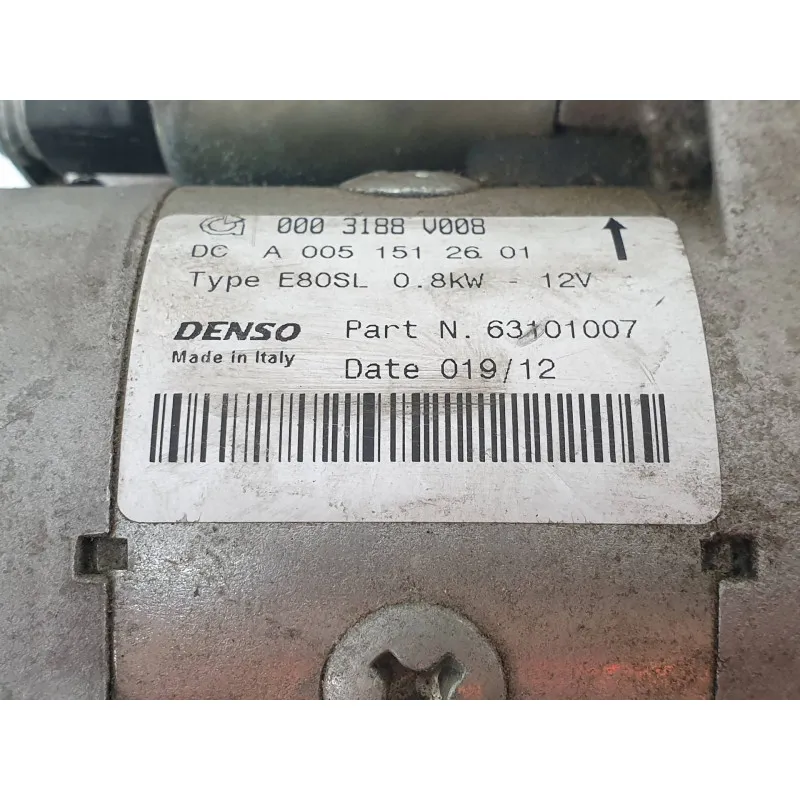 000 3188 V008
DC A 005 151 26 01
Type E80SL 0.8kW - 12V
DENSO Part N. 63101007
Made in Italy
Date 019/12